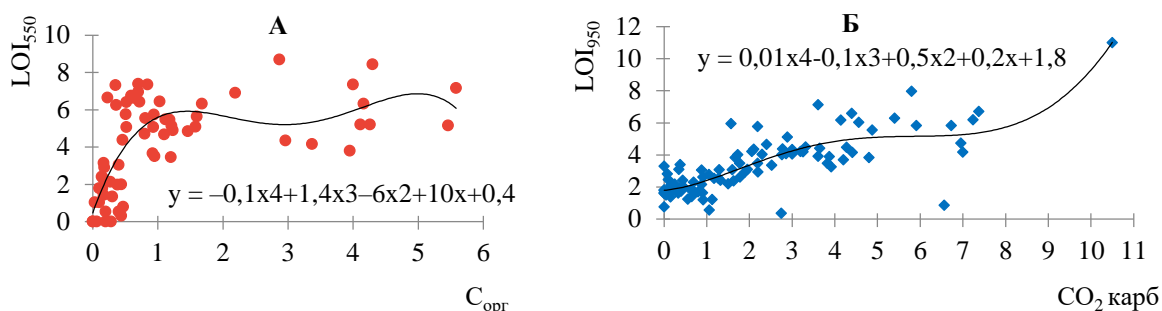 А
LOI550
10
8
6
4
2
0
y = –0,1x4+1,4x3–6x2+10x+0,4
0 1 2 3 4 5 6
Cорг
Б
LOI950
12
10
8
6
4
2
0
y = 0,01x4-0,1x3+0,5x2+0,2x+1,8
0 1 2 3 4 5 6 7 8 9 10 11
CO2 карб